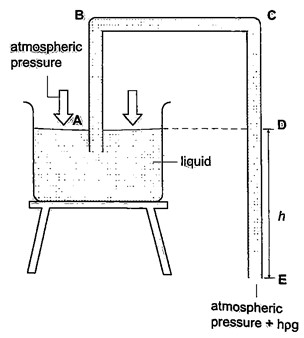 B
C
atmospheric
pressure
A
D
liquid
h
E
atmospheric
pressure + hρg